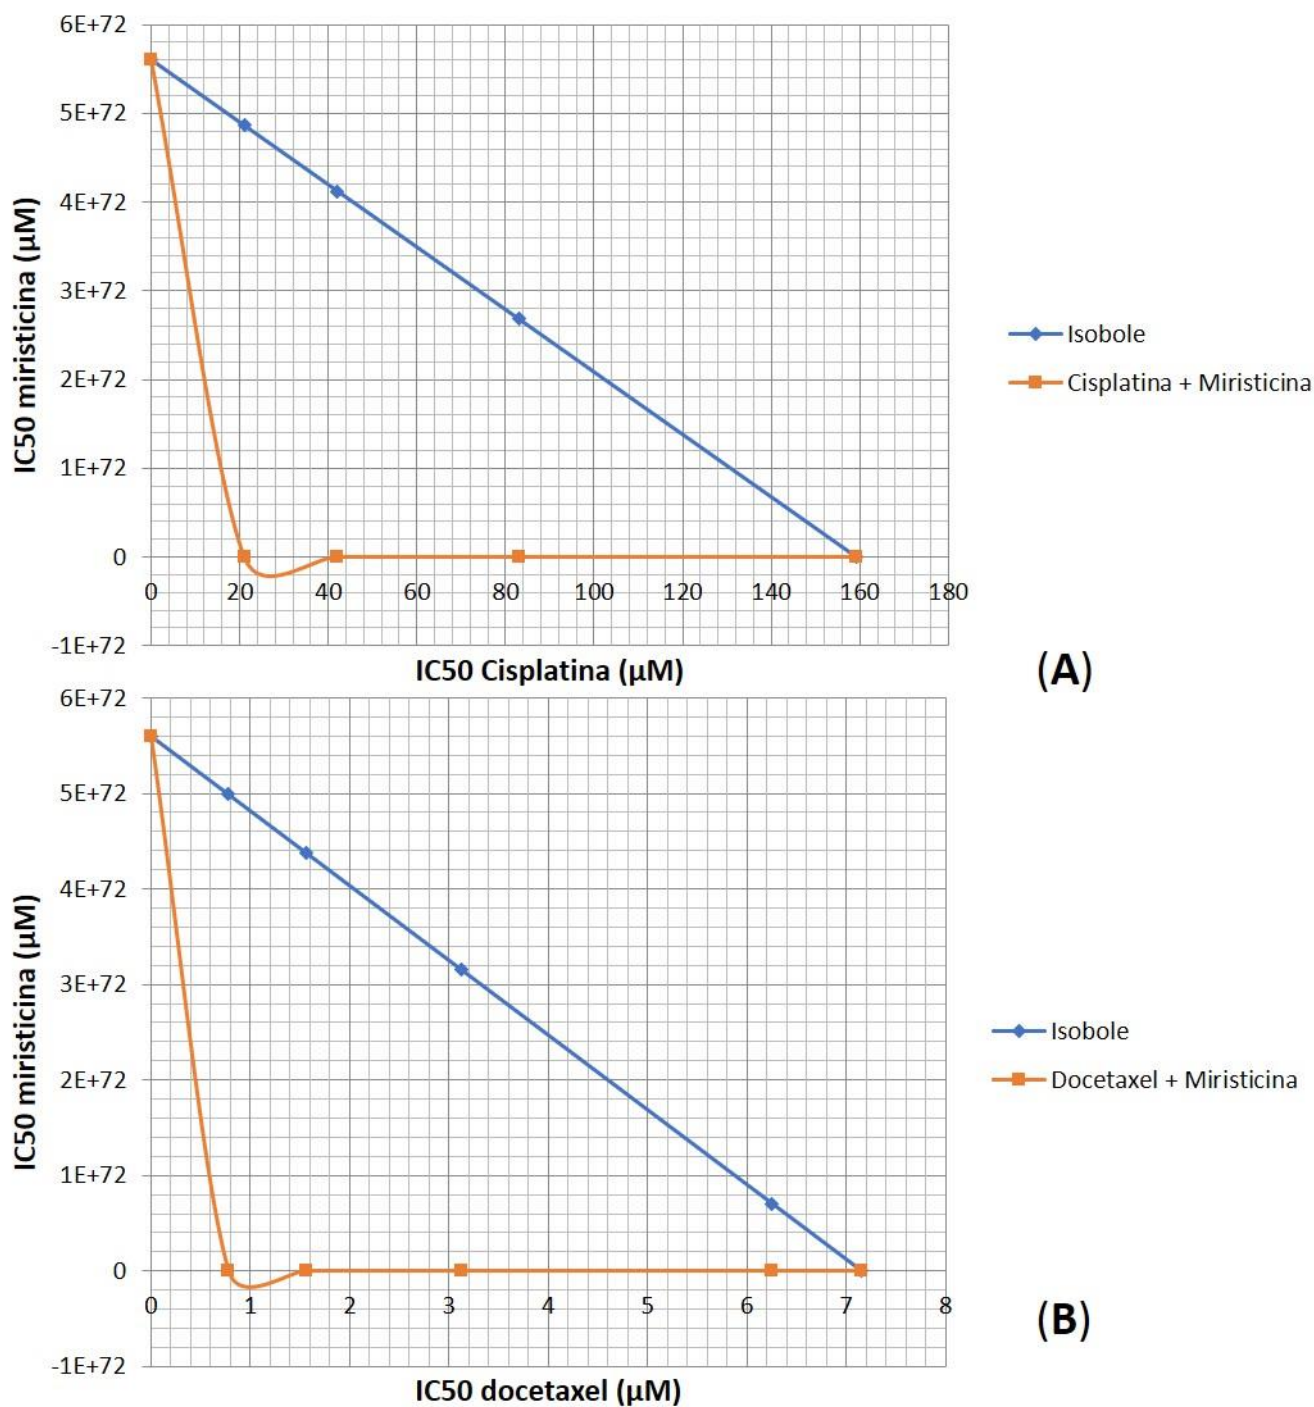 6E+72
5E+72
4E+72
3E+72
2E+72
1E+72
0
-1E+72
IC50 miristicina (µM)
0 20 40 60 80 100 120 140 160 180
IC50 Cisplatina (µM)
Isobole
Cisplatina + Miristicina
(A)
6E+72
5E+72
4E+72
3E+72
2E+72
1E+72
0
-1E+72
IC50 miristicina (µM)
0 1 2 3 4 5 6 7 8
IC50 docetaxel (µM)
Isobole
Docetaxel + Miristicina
(B)